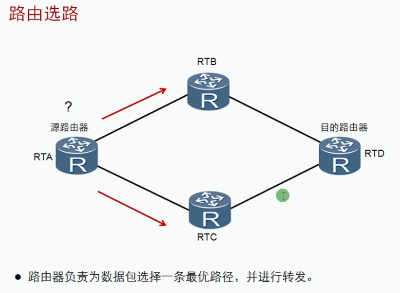 路由选路
RTB
?
源路由器
目的路由器
R
RTA
R
R
RTD
R
RTC
● 路由器负责为数据包选择一条最优路径，并进行转发。